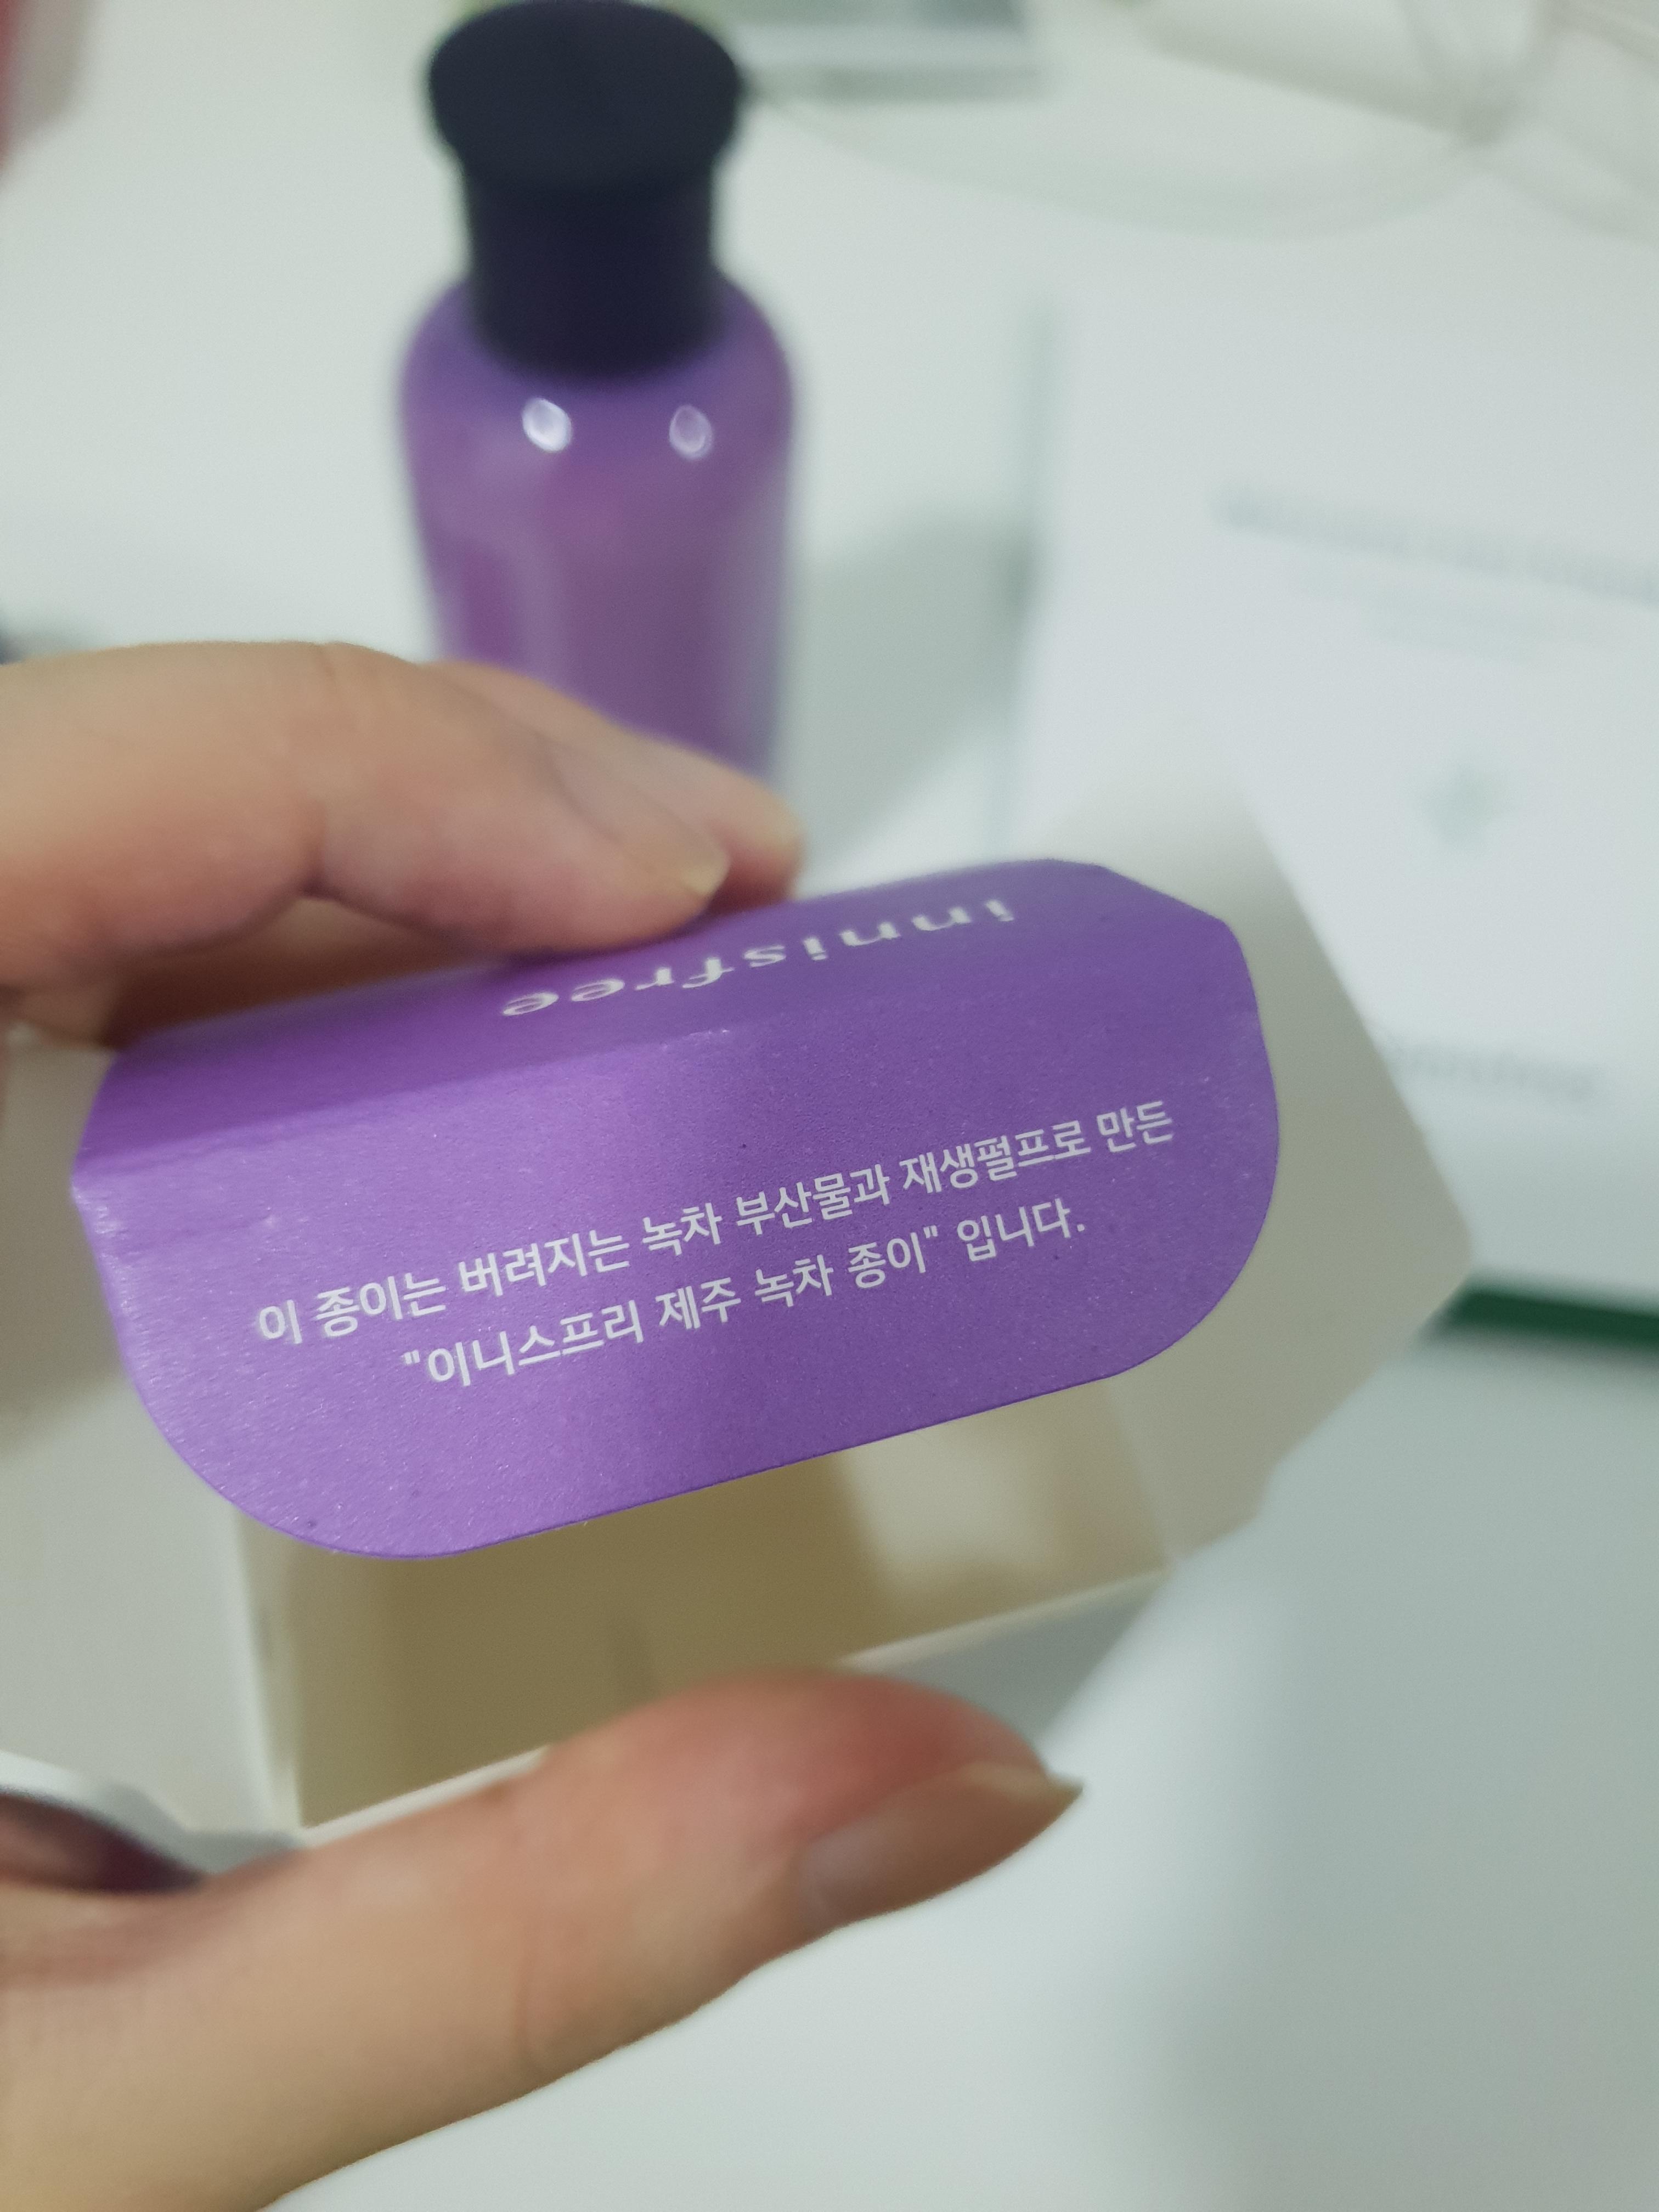 innisfree
이 종이는 버려지는 녹차 부산물과 재생펄프로 만든
"이니스프리 제주 녹차 종이" 입니다.